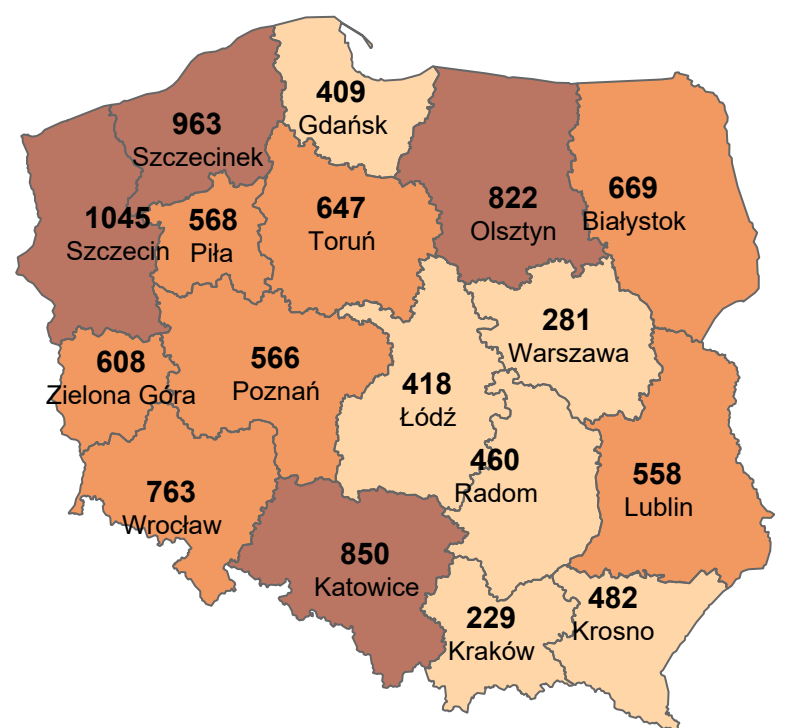 409
Gdańsk
963
Szczecinek
822
Olsztyn
669
Białystok
1045
Szczecin
568
Piła
647
Toruń
281
Warszawa
608
Zielona Góra
566
Poznań
418
Łódź
460
Radom
558
Lublin
763
Wrocław
850
Katowice
229
Kraków
482
Krosno